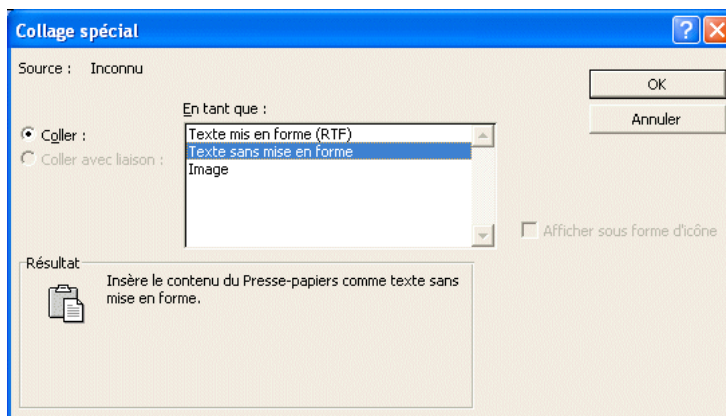 Collage spécial
Source : Inconnu
En tant que :
Coller :
Coller avec liaison :
Texte mis en forme (RTF)
Texte sans mise en forme
Image
OK
Annuler
Afficher sous forme d'icône
Résultat
Insère le contenu du Presse-papiers comme texte sans
mise en forme.